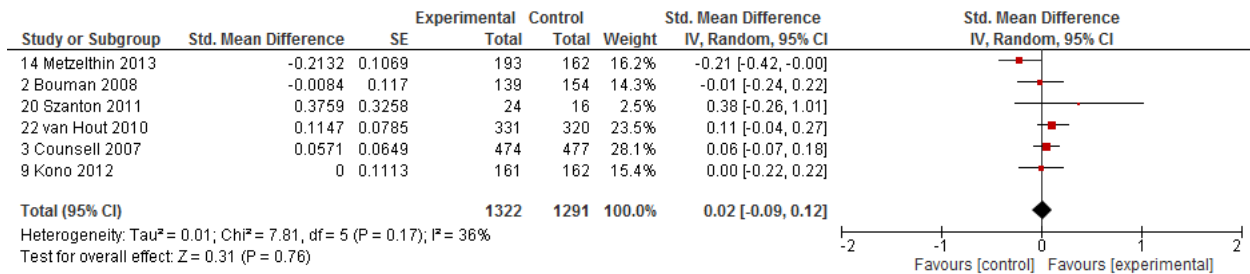 Experimental Control Std. Mean Difference Std. Mean Difference
Study or Subgroup Std. Mean Difference SE Total Total Weight IV, Random, 95% CI IV, Random, 95% CI
14 Metzelthin 2013 -0.2132 0.1069 193 162 16.2% -0.21 [-0.42, -0.00]
2 Bouman 2008 -0.0084 0.117 139 154 14.3% -0.01 [-0.24, 0.22]
20 Szanton 2011 0.3759 0.3258 24 16 2.5% 0.38 [-0.26, 1.01]
22 van Hout 2010 0.1147 0.0785 331 320 23.5% 0.11 [-0.04, 0.27]
3 Counsell 2007 0.0571 0.0649 474 477 28.1% 0.06 [-0.07, 0.18]
9 Kono 2012 0 0.1113 161 162 15.4% 0.00 [-0.22, 0.22]
Total (95% CI) 1322 1291 100.0% 0.02 [-0.09, 0.12]
Heterogeneity: Tau² = 0.01; Chi² = 7.81, df = 5 (P = 0.17); I² = 36%
Test for overall effect: Z = 0.31 (P = 0.76)
-2 -1 0 1 2
Favours [control] Favours [experimental]